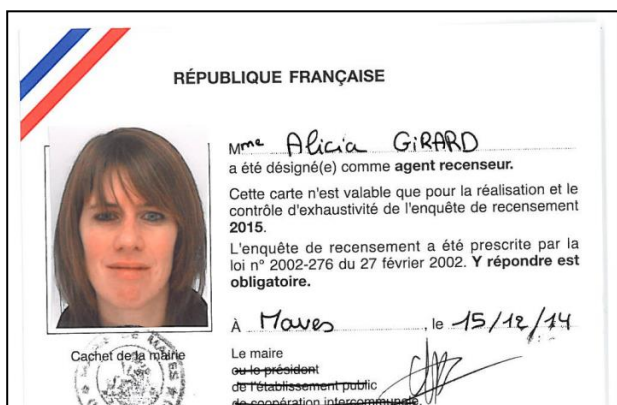 RÉPUBLIQUE FRANÇAISE
Mme Alicia GiRARD
a été désigné(e) comme agent recenseur.
Cette carte n'est valable que pour la réalisation et le
contrôle d'exhaustivité de l'enquête de recensement
2015.
L'enquête de recensement a été prescrite par la
loi n° 2002-276 du 27 février 2002. Y répondre est
obligatoire.
À Maves, le 15/12/14
Cachet de la mairie
Le maire
ou le président
de l'établissement public
de coopération intercommunale,